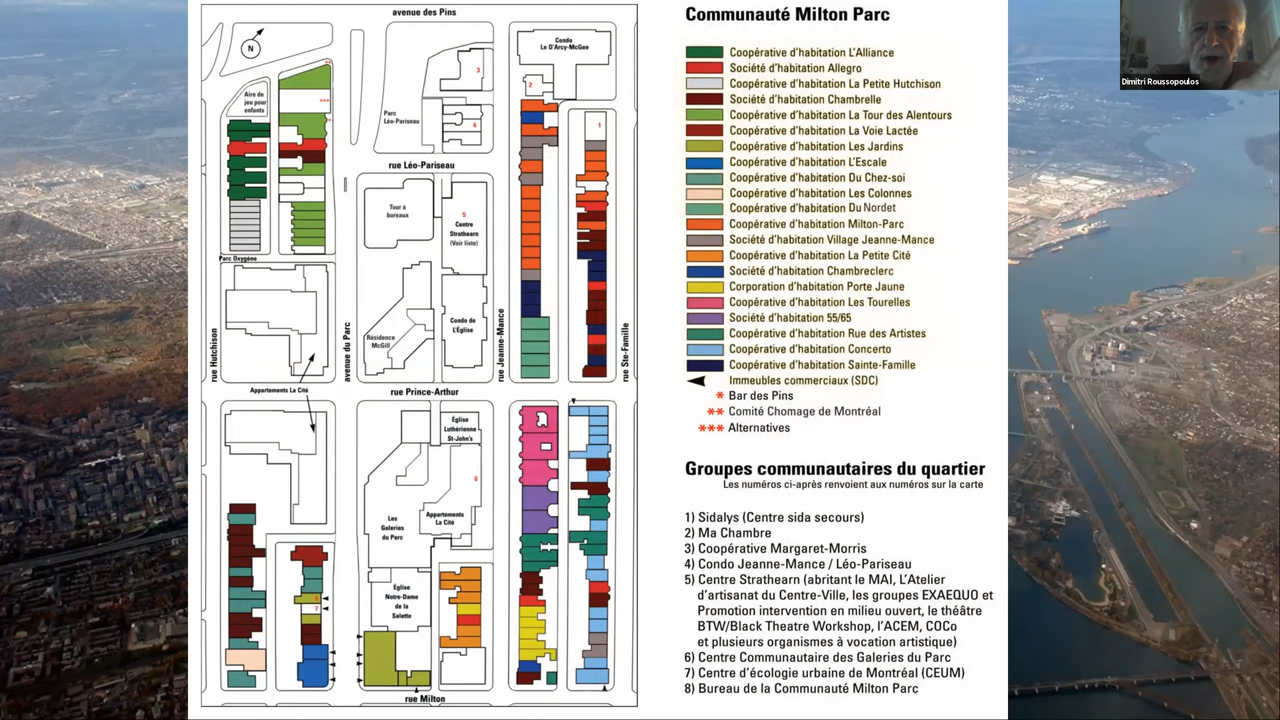 avenue des Pins
N
Condo
Le D'Arcy-McGee
3
2
Aire de
jeu pour
enfants
**
***
**
Parc
Léo-Pariseau
4
1
rue Léo-Pariseau
Tour à
bureaux
5
Centre
Strathearn
(Voir liste)
Parc Oxygène
Résidence
McGill
Condo de
L'Église
rue Hutchison
avenue du Parc
rue Jeanne-Mance
rue Ste-Famille
Appartements La Cité
rue Prince-Arthur
Église
Luthérienne
St-John's
6
Les
Galeries
du Parc
Appartements
La Cité
Église
Notre-Dame
de la
Salette
8
7
rue Milton
Communauté Milton Parc
Coopérative d'habitation L'Alliance
Société d'habitation Allegro
Coopérative d'habitation La Petite Hutchison
Société d'habitation Chambrelle
Coopérative d'habitation La Tour des Alentours
Coopérative d'habitation La Voie Lactée
Coopérative d'habitation Les Jardins
Coopérative d'habitation L'Escale
Coopérative d'habitation Du Chez-soi
Coopérative d'habitation Les Colonnes
Coopérative d'habitation Du Nordet
Coopérative d'habitation Milton-Parc
Société d'habitation Village Jeanne-Mance
Coopérative d'habitation La Petite Cité
Société d'habitation Chambreclerc
Corporation d'habitation Porte Jaune
Coopérative d'habitation Les Tourelles
Société d'habitation 55/65
Coopérative d'habitation Rue des Artistes
Coopérative d'habitation Concerto
Coopérative d'habitation Sainte-Famille
Immeubles commerciaux (SDC)
* Bar des Pins
** Comité Chomage de Montréal
*** Alternatives
Groupes communautaires du quartier
Les numéros ci-après renvoient aux numéros sur la carte
1) Sidalys (Centre sida secours)
2) Ma Chambre
3) Coopérative Margaret-Morris
4) Condo Jeanne-Mance / Léo-Pariseau
5) Centre Strathearn (abritant le MAI, L'Atelier
d'artisanat du Centre-Ville, les groupes EXAEQUO et
Promotion intervention en milieu ouvert, le théâtre
BTW/Black Theatre Workshop, l'ACEM, COCo
et plusieurs organismes à vocation artistique)
6) Centre Communautaire des Galeries du Parc
7) Centre d'écologie urbaine de Montréal (CEUM)
8) Bureau de la Communauté Milton Parc
Dimitri Roussopoulos